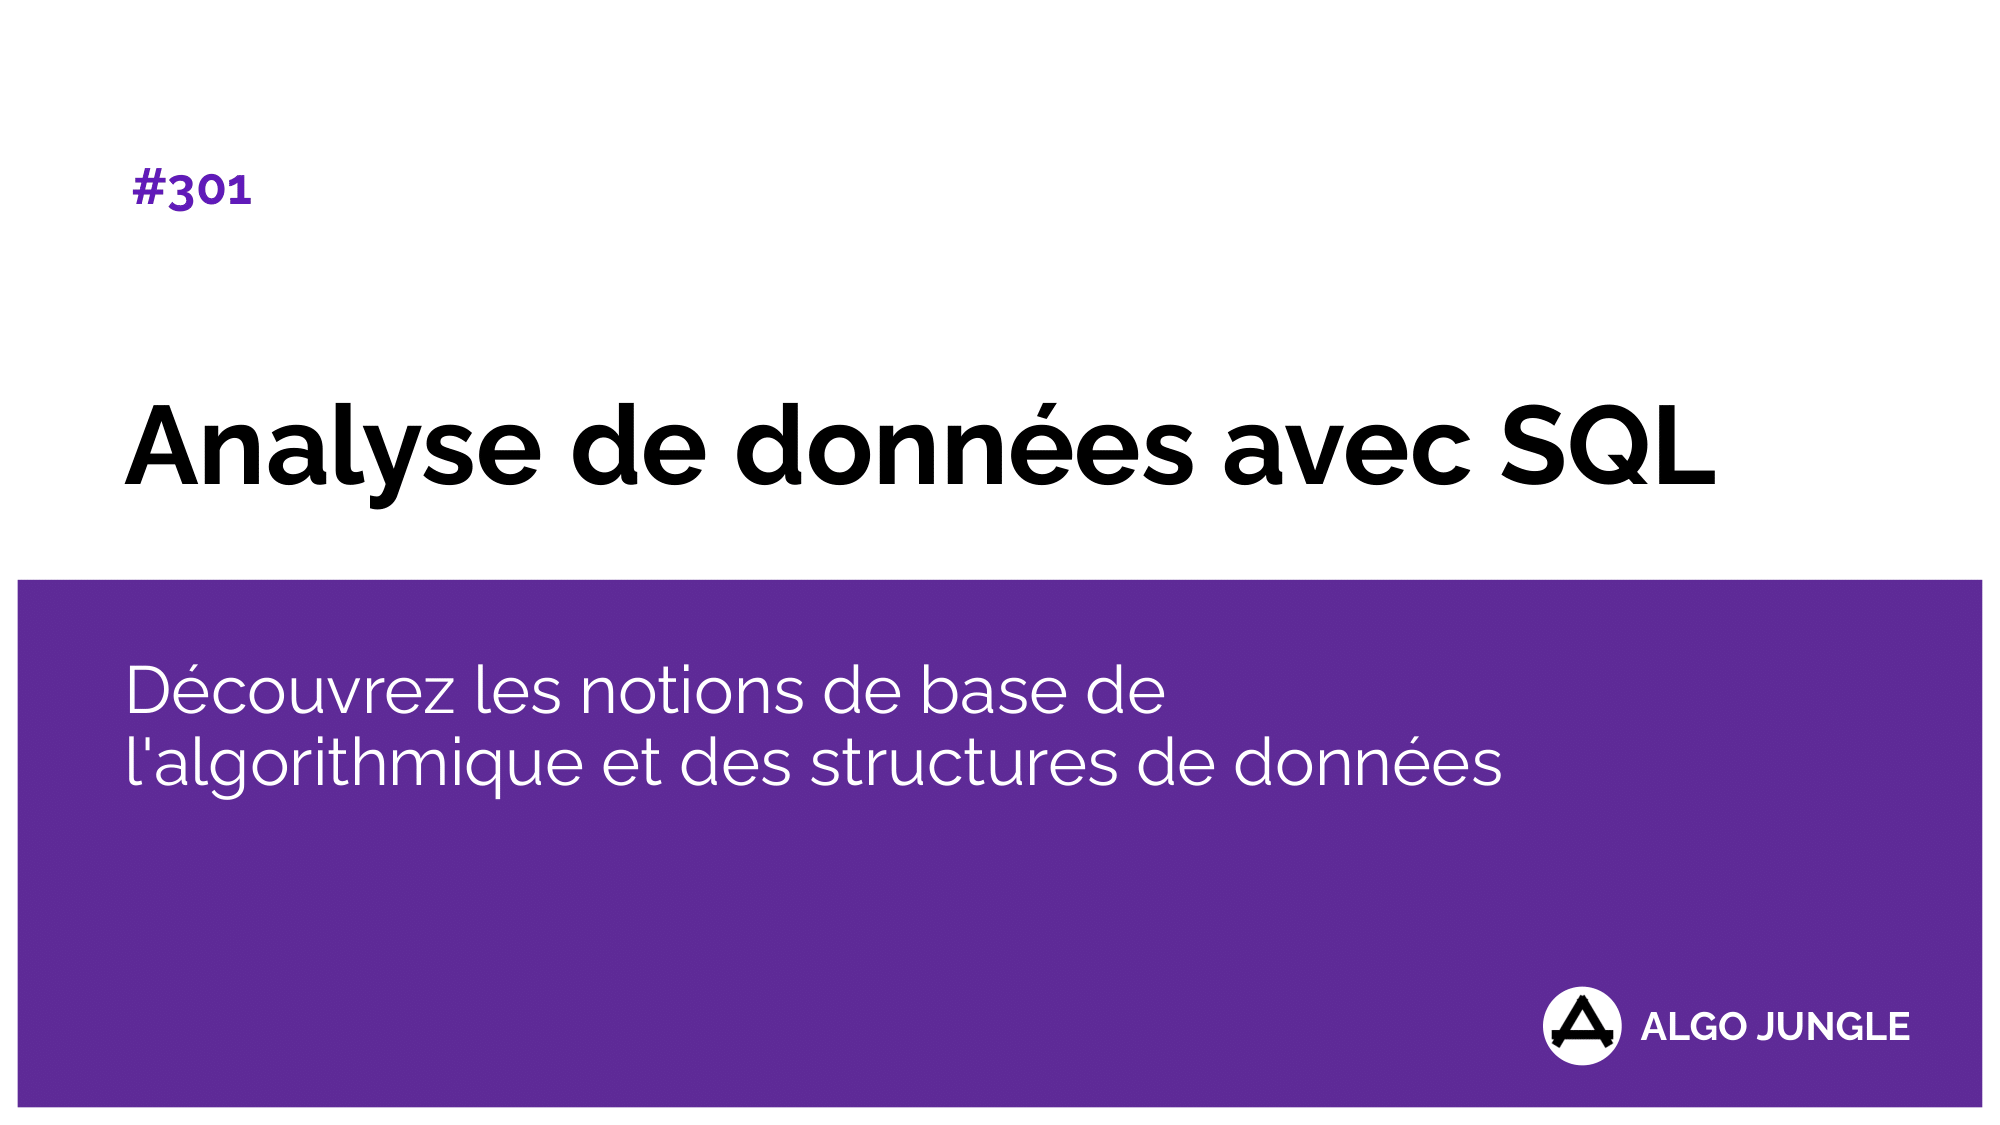 #301
Analyse de données avec SQL
Découvrez les notions de base de
l'algorithmique et des structures de données
ALGO JUNGLE